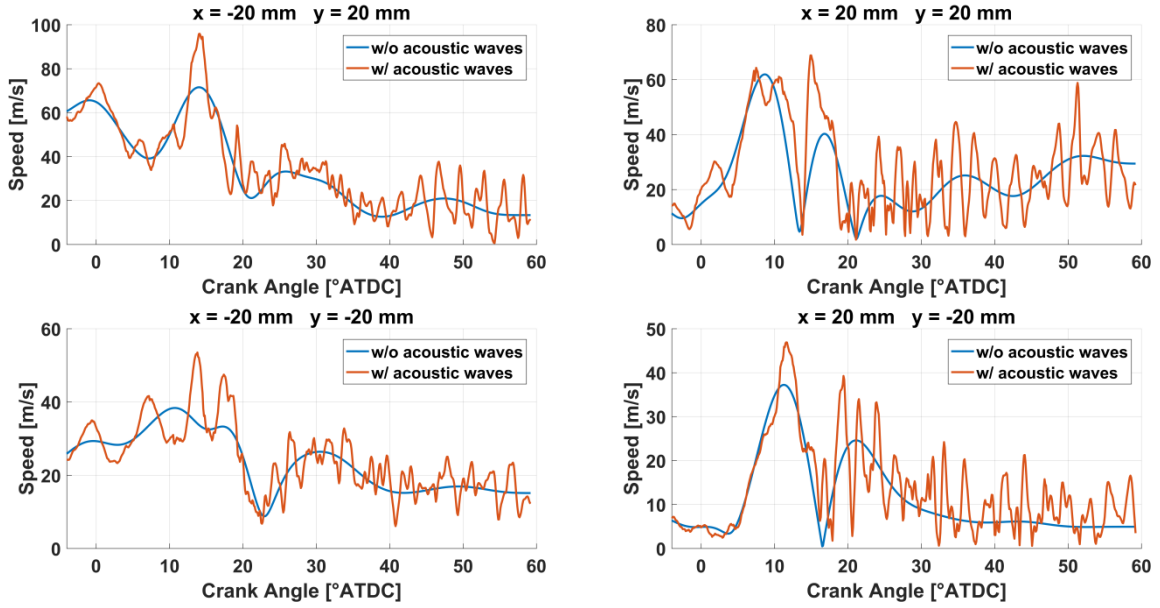 x = -20 mm y = 20 mm
100
80
60
40
20
0
Speed [m/s]
w/o acoustic waves
w/ acoustic waves
0 10 20 30 40 50 60
Crank Angle [°ATDC]
x = 20 mm y = 20 mm
80
60
40
20
0
Speed [m/s]
w/o acoustic waves
w/ acoustic waves
0 10 20 30 40 50 60
Crank Angle [°ATDC]
x = -20 mm y = -20 mm
60
40
20
0
Speed [m/s]
w/o acoustic waves
w/ acoustic waves
0 10 20 30 40 50 60
Crank Angle [°ATDC]
x = 20 mm y = -20 mm
50
40
30
20
10
0
Speed [m/s]
w/o acoustic waves
w/ acoustic waves
0 10 20 30 40 50 60
Crank Angle [°ATDC]